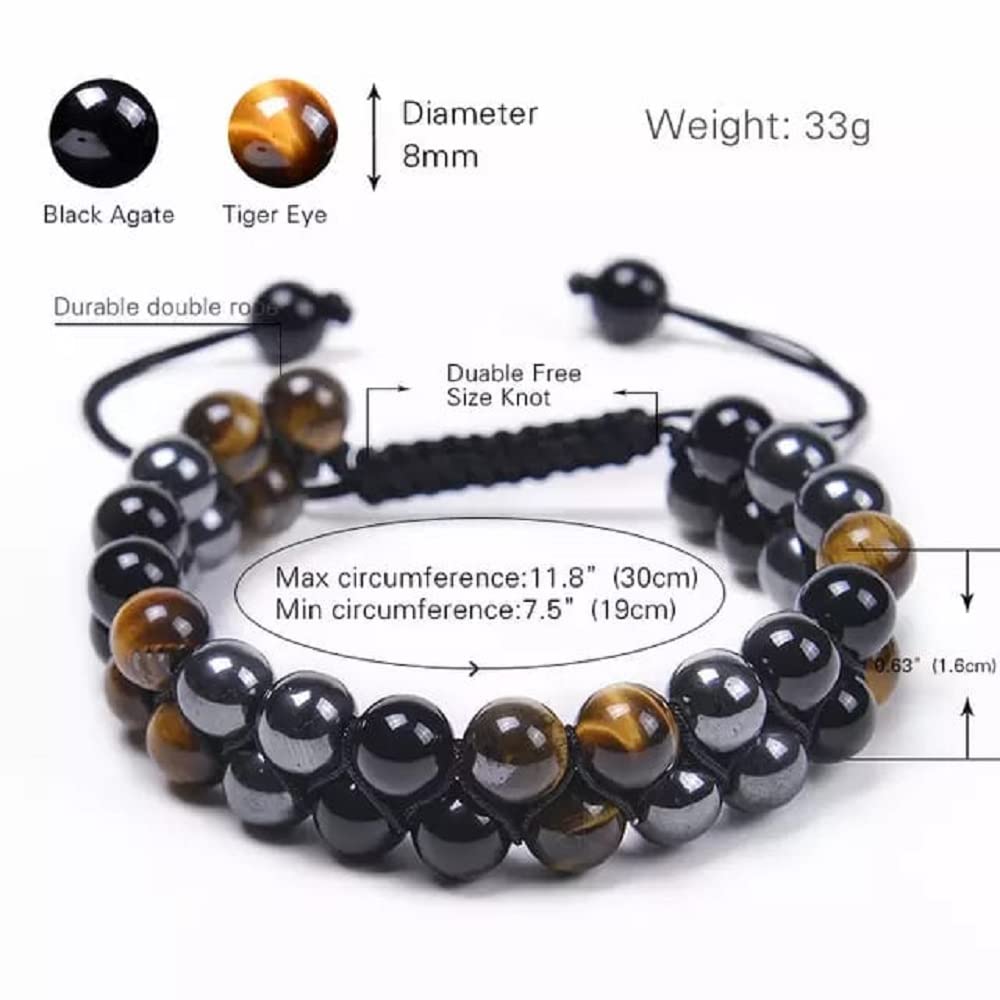 Diameter
8mm
Weight: 33g
Black Agate
Tiger Eye
Durable double rope
Duable Free
Size Knot
Max circumference:11.8" (30cm)
Min circumference:7.5" (19cm)
0.63" (1.6cm)